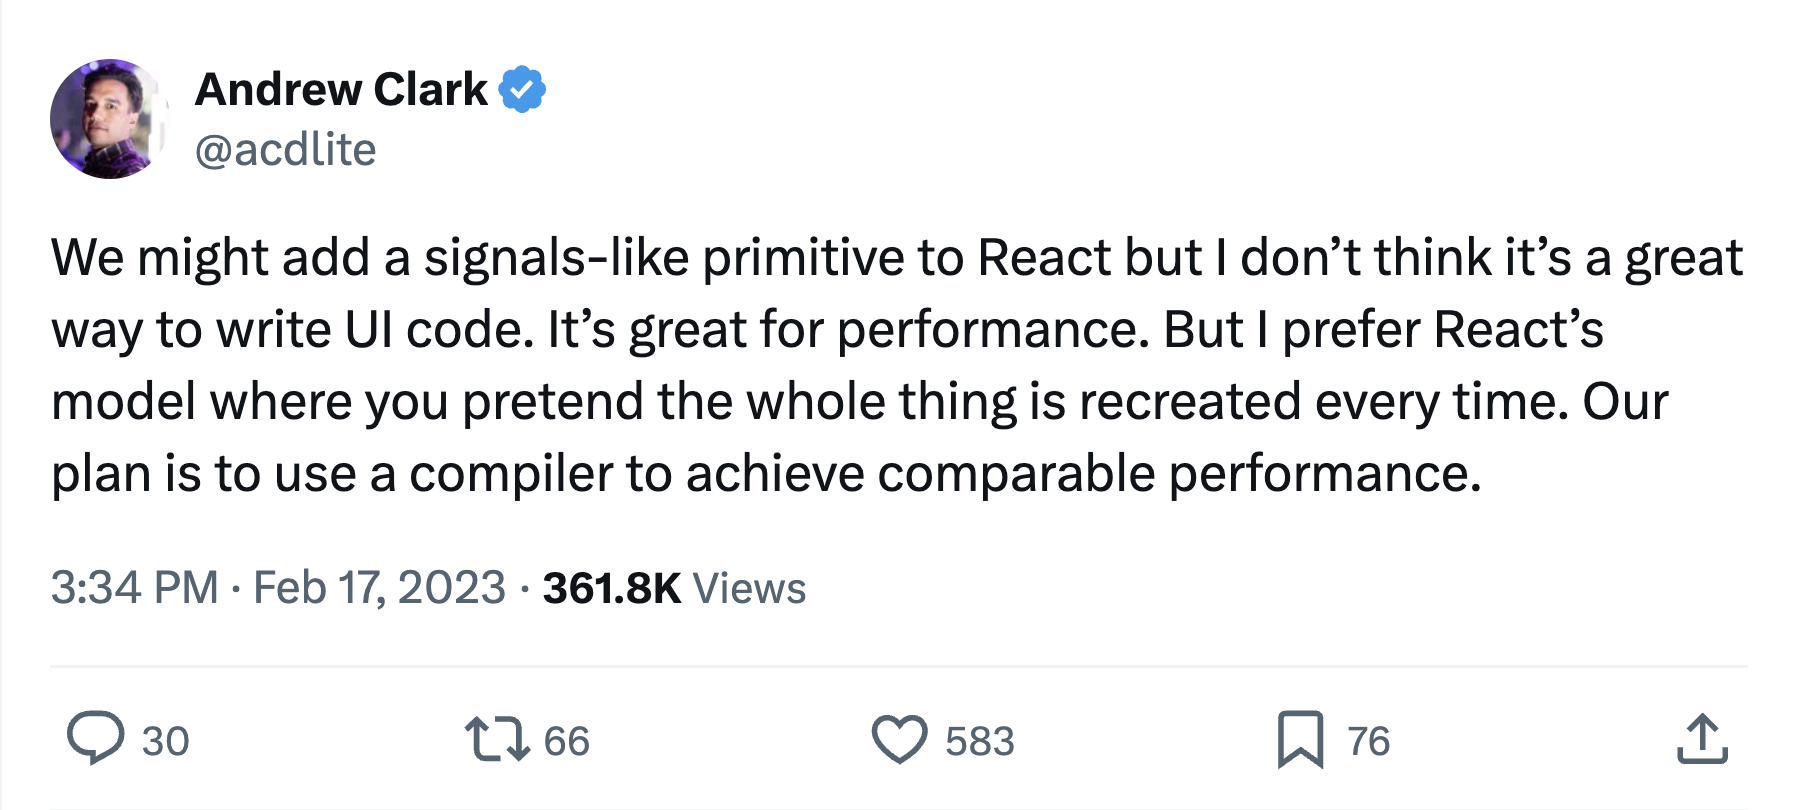 Andrew Clark
@acdlite
We might add a signals-like primitive to React but I don’t think it’s a great
way to write UI code. It’s great for performance. But I prefer React’s
model where you pretend the whole thing is recreated every time. Our
plan is to use a compiler to achieve comparable performance.
3:34 PM · Feb 17, 2023 · 361.8K Views
30 66 583 76